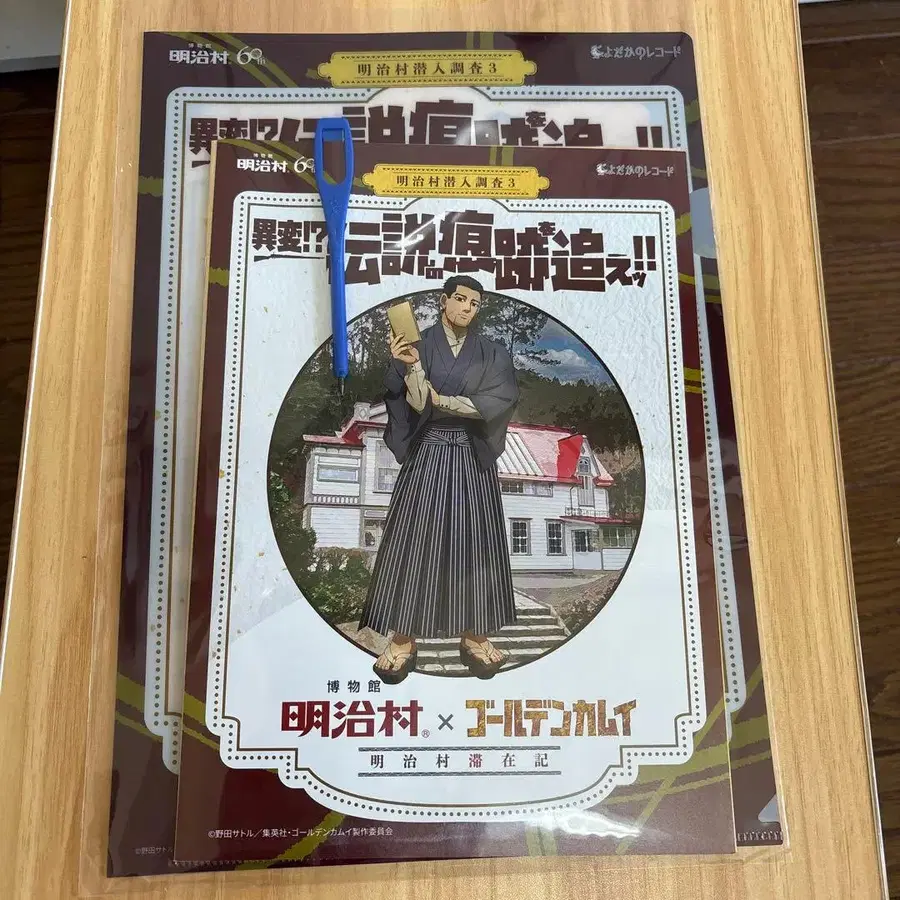 博物館
明治村 60th
明治村潜入調査3
よだかのレコード
異変!?伝説の痕跡を追えッ!!
博物館
明治村 60th
明治村潜入調査3
よだかのレコード
異変!?伝説の痕跡を追えッ!!
博物館
明治村® × ゴールデンカムイ
明治村滞在記
©野田サトル/集英社・ゴールデンカムイ製作委員会
©野田サトル